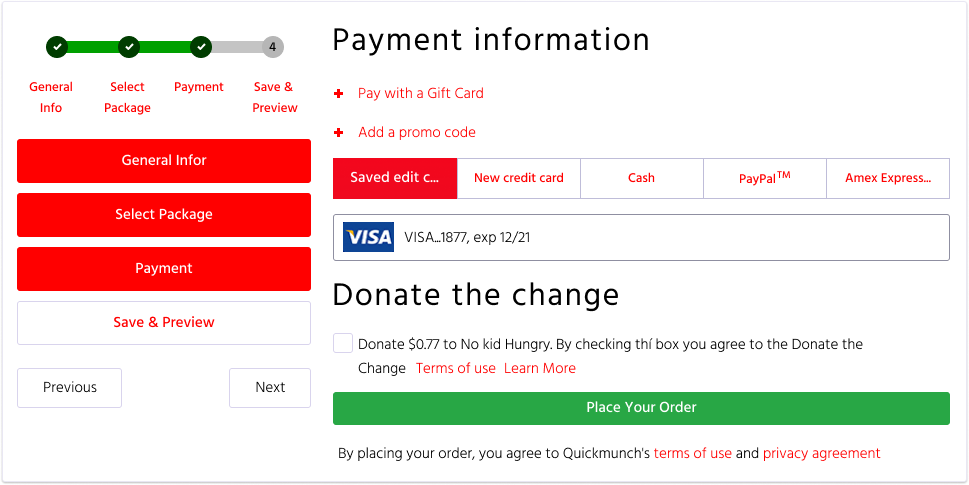 4
General Info
Select Package
Payment
Save & Preview
General Infor
Select Package
Payment
Save & Preview
Previous
Next
Payment information
Pay with a Gift Card
Add a promo code
Saved edit c...
New credit card
Cash
PayPal™
Amex Express...
VISA
VISA...1877, exp 12/21
Donate the change
Donate $0.77 to No kid Hungry. By checking thí box you agree to the Donate the
Change Terms of use Learn More
Place Your Order
By placing your order, you agree to Quickmunch's terms of use and privacy agreement